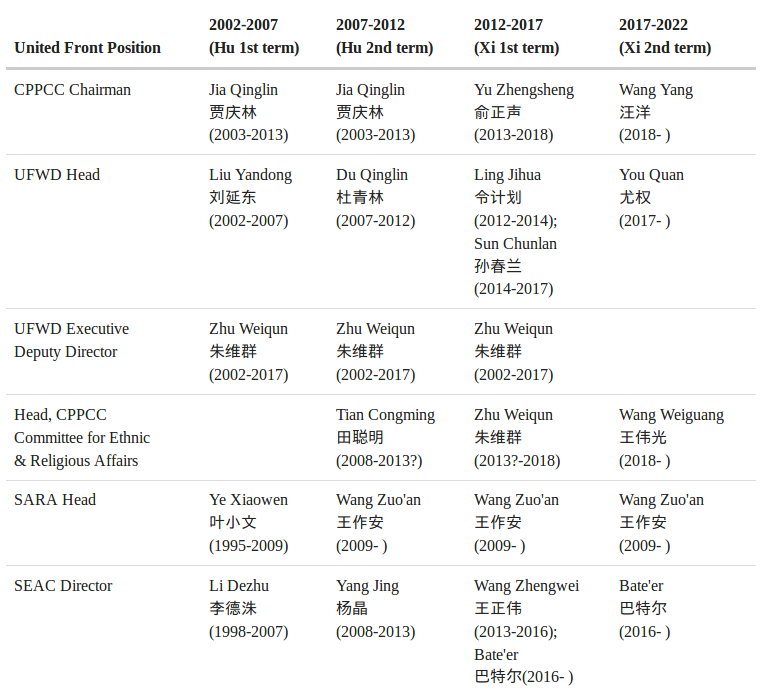 United Front Position
2002-2007
(Hu 1st term)
2007-2012
(Hu 2nd term)
2012-2017
(Xi 1st term)
2017-2022
(Xi 2nd term)
CPPCC Chairman
Jia Qinglin
贾庆林
(2003-2013)
Jia Qinglin
贾庆林
(2003-2013)
Yu Zhengsheng
俞正声
(2013-2018)
Wang Yang
汪洋
(2018- )
UFWD Head
Liu Yandong
刘延东
(2002-2007)
Du Qinglin
杜青林
(2007-2012)
Ling Jihua
令计划
(2012-2014);
Sun Chunlan
孙春兰
(2014-2017)
You Quan
尤权
(2017- )
UFWD Executive
Deputy Director
Zhu Weiqun
朱维群
(2002-2017)
Zhu Weiqun
朱维群
(2002-2017)
Zhu Weiqun
朱维群
(2002-2017)
Head, CPPCC
Committee for Ethnic
& Religious Affairs
Tian Congming
田聪明
(2008-2013?)
Zhu Weiqun
朱维群
(2013?-2018)
Wang Weiguang
王伟光
(2018- )
SARA Head
Ye Xiaowen
叶小文
(1995-2009)
Wang Zuo'an
王作安
(2009- )
Wang Zuo'an
王作安
(2009- )
Wang Zuo'an
王作安
(2009- )
SEAC Director
Li Dezhu
李德洙
(1998-2007)
Yang Jing
杨晶
(2008-2013)
Wang Zhengwei
王正伟
(2013-2016);
Bate'er
巴特尔(2016- )
Bate'er
巴特尔
(2016- )